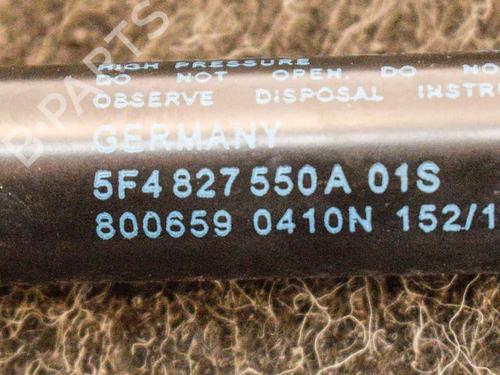 B-PARTS
HIGH PRESSURE
DO NOT OPEN. DO NO
OBSERVE DISPOSAL INSTRU
GERMANY
5F4 827 550A 01S
800659 0410N 152/1